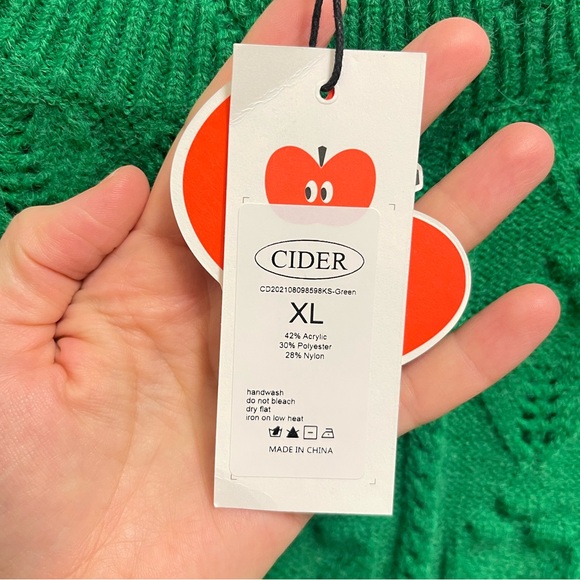 CIDER
CD202108098598KS-Green
XL
42% Acrylic
30% Polyester
28% Nylon
handwash
do not bleach
dry flat
iron on low heat
MADE IN CHINA